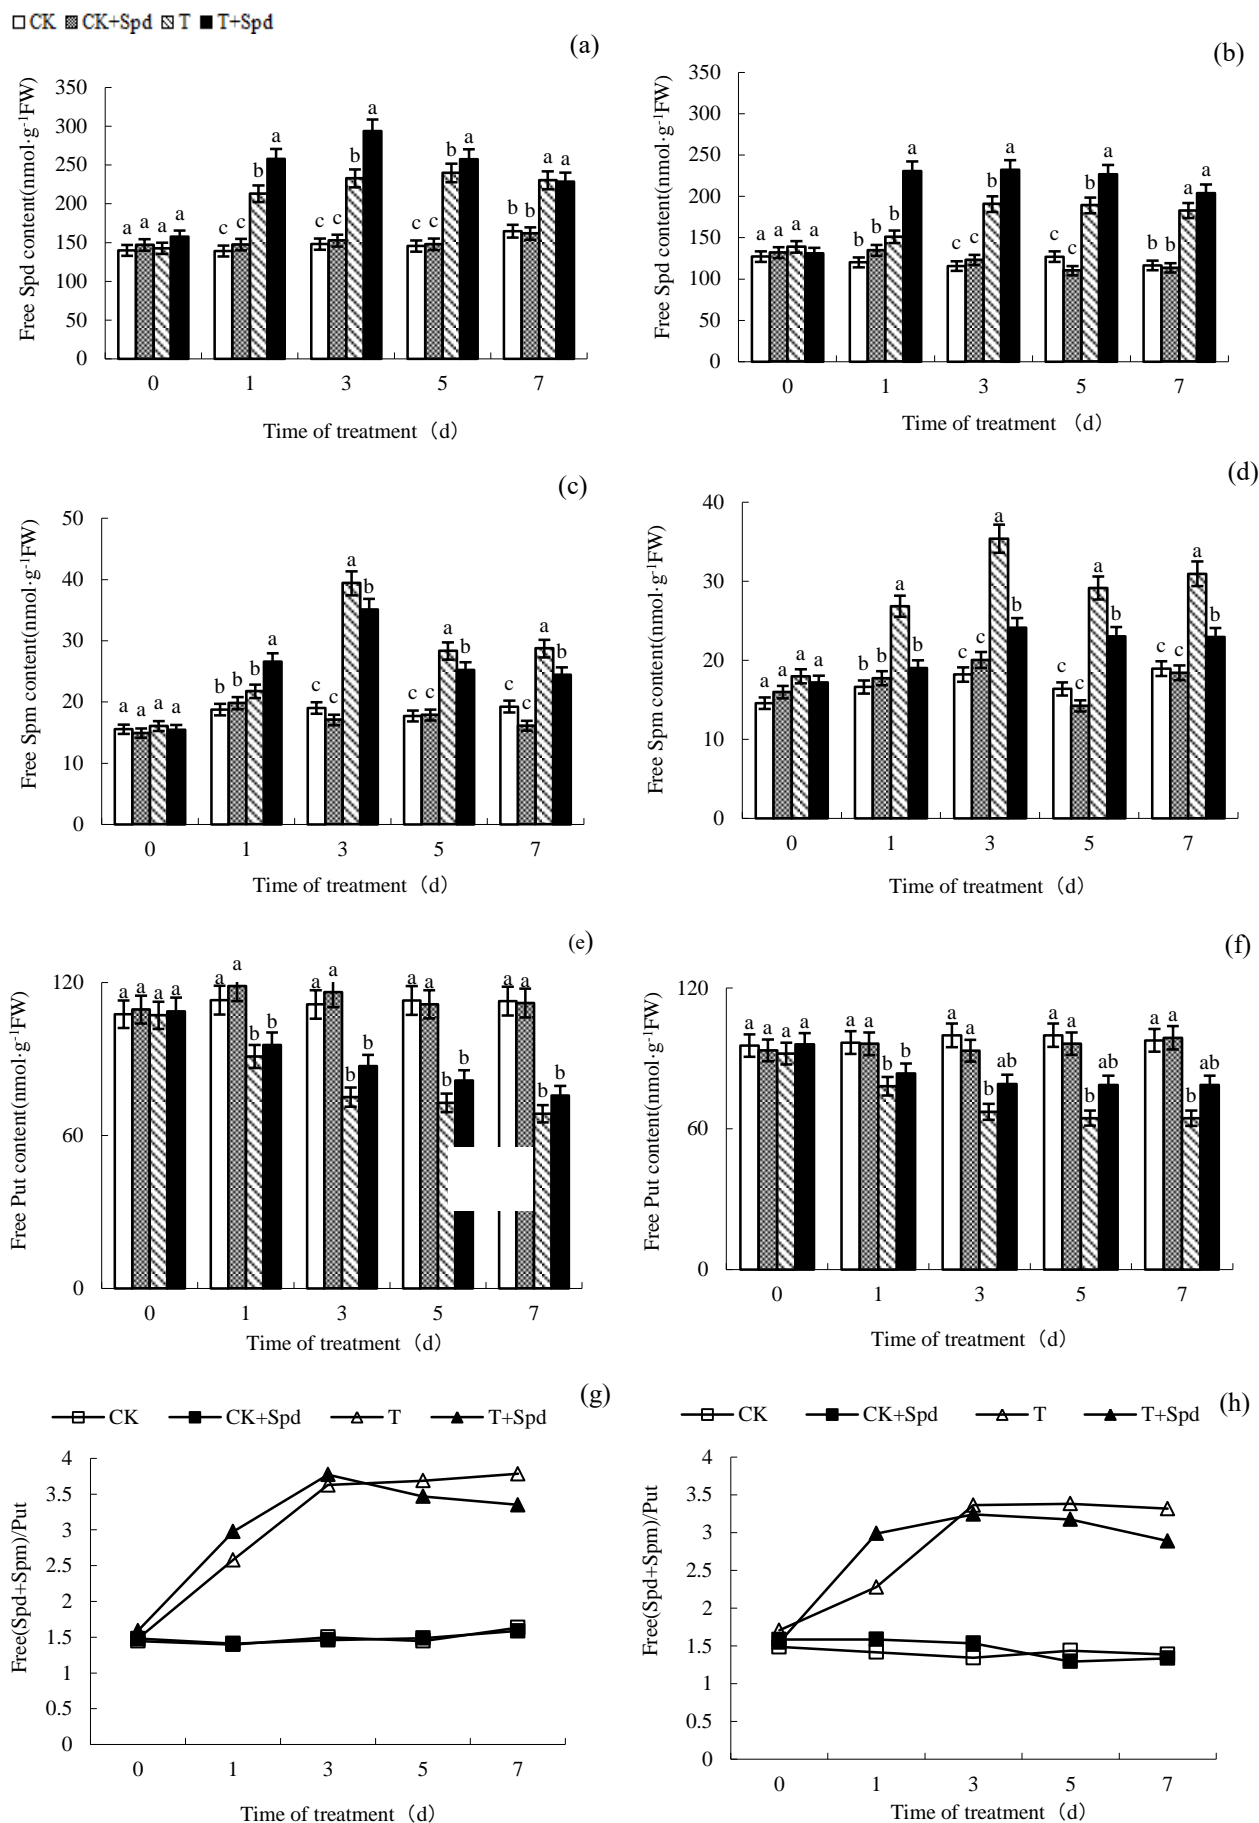 CK CK+Spd T T+Spd
(a)
Free Spd content(nmol·g-1FW)
350
300
250
200
150
100
50
0
a a a a
c c b a
c c b a
c c b a
b b a a
0 1 3 5 7
Time of treatment（d)
(b)
Free Spd content(nmol·g-1FW)
350
300
250
200
150
100
50
0
a a a a
b b b a
c c b a
c c b a
b b a a
0 1 3 5 7
Time of treatment （d)
(c)
Free Spm content(nmol·g-1FW)
50
40
30
20
10
0
a a a a
b b b a
c c a b
c c a b
c c a b
0 1 3 5 7
Time of treatment（d)
(d)
Free Spm content(nmol·g-1FW)
40
30
20
10
0
a a a a
b b a b
c c a b
c c a b
c c a b
0 1 3 5 7
Time of treatment（d)
(e)
Free Put content(nmol·g-1FW)
120
60
0
a a a a
a a b b
a a b b
a a b b
a a b b
0 1 3 5 7
Time of treatment（d)
(f)
Free Put content(nmol·g-1FW)
120
60
0
a a a a
a a b b
a a b ab
a a b ab
a a b ab
0 1 3 5 7
Time of treatment（d)
(g)
CK CK+Spd T T+Spd
Free(Spd+Spm)/Put
4
3.5
3
2.5
2
1.5
1
0.5
0
0 1 3 5 7
Time of treatment（d)
(h)
CK CK+Spd T T+Spd
Free(Spd+Spm)/Put
4
3.5
3
2.5
2
1.5
1
0.5
0
0 1 3 5 7
Time of treatment（d)